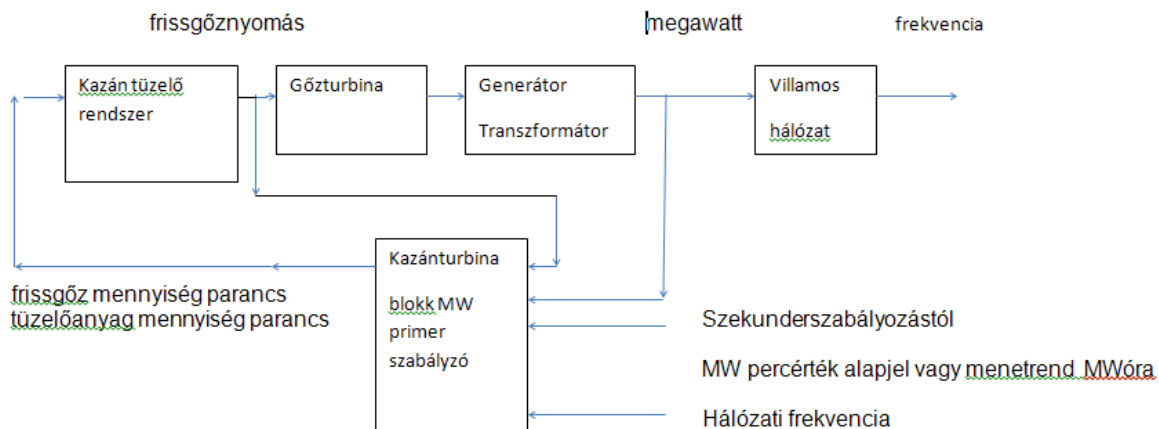 frissgőznyomás
megawatt
frekvencia
Kazán tüzelő
rendszer
Gőzturbina
Generátor
Transzformátor
Villamos
hálózat
Kazánturbina
blokk MW
primer
szabályzó
frissgőz mennyiség parancs
tüzelőanyag mennyiség parancs
Szekunderszabályozástól
MW percérték alapjel vagy menetrend MWóra
Hálózati frekvencia